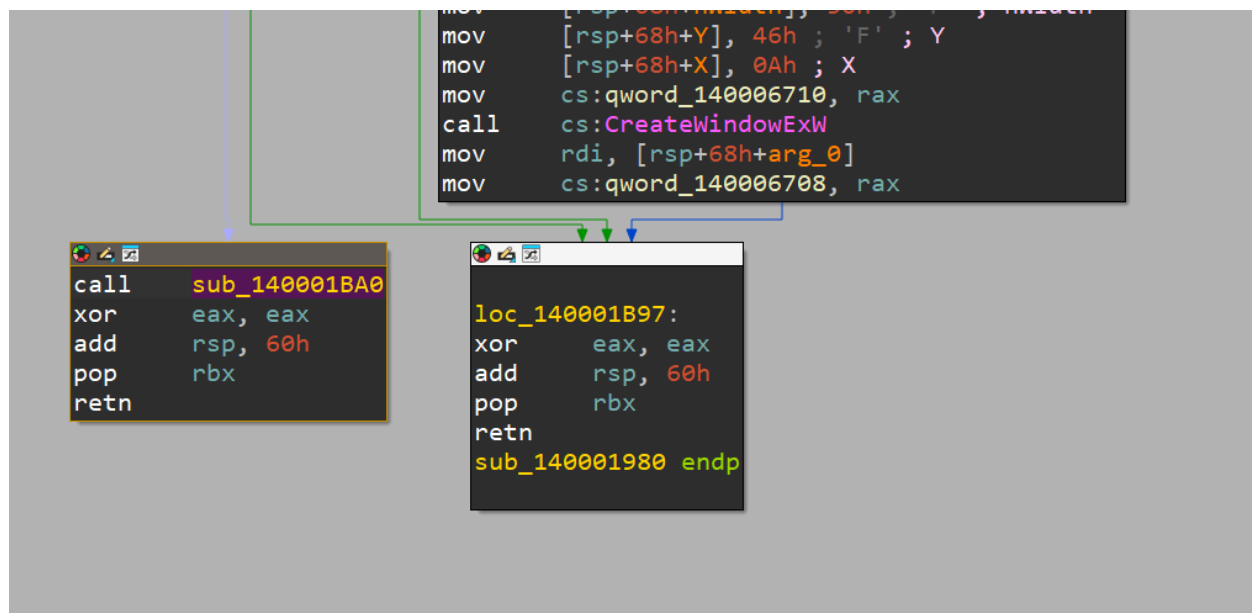 mov     [rsp+68h+Y], 46h ; 'F' ; Y
mov     [rsp+68h+X], 0Ah ; X
mov     cs:qword_140006710, rax
call    cs:CreateWindowExW
mov     rdi, [rsp+68h+arg_0]
mov     cs:qword_140006708, rax
call    sub_140001BA0
xor     eax, eax
add     rsp, 60h
pop     rbx
retn
loc_140001B97:
xor     eax, eax
add     rsp, 60h
pop     rbx
retn
sub_140001980 endp